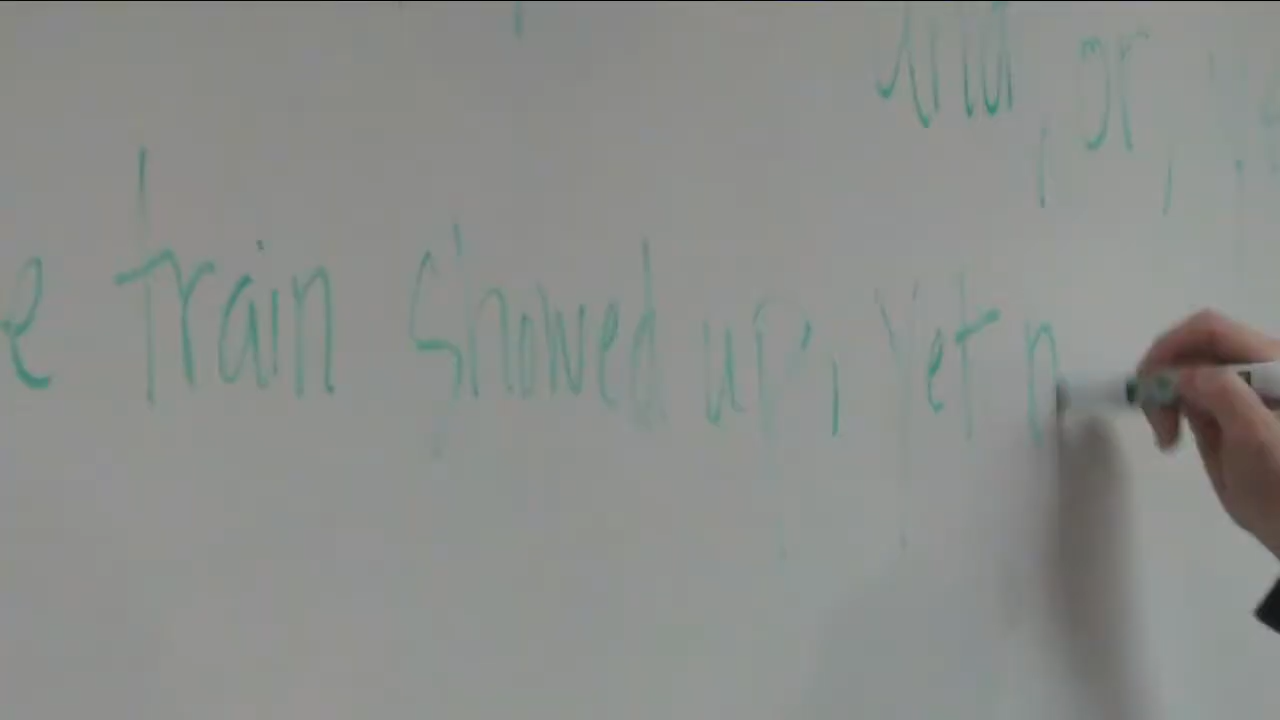 and, or,
e train showed up, yet n